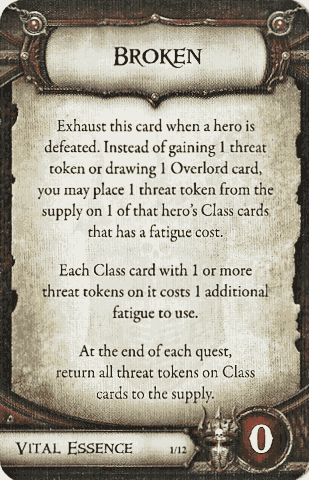 BROKEN
Exhaust this card when a hero is
defeated. Instead of gaining 1 threat
token or drawing 1 Overlord card,
you may place 1 threat token from the
supply on 1 of that hero's Class cards
that has a fatigue cost.
Each Class card with 1 or more
threat tokens on it costs 1 additional
fatigue to use.
At the end of each quest,
return all threat tokens on Class
cards to the supply.
VITAL ESSENCE 1/12 0